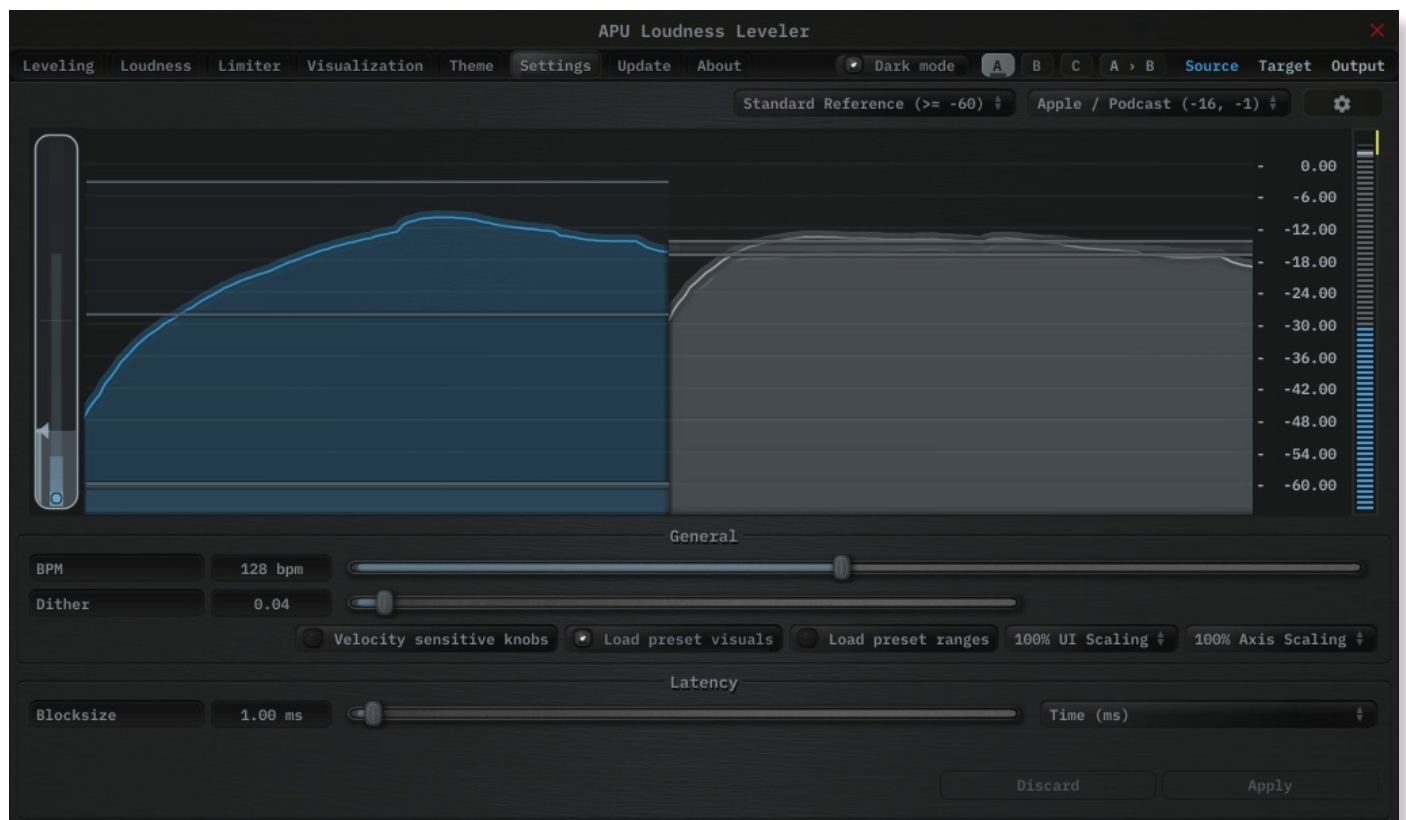 APU Loudness Leveler
Leveling Loudness Limiter Visualization Theme Settings Update About Dark mode A B C A › B Source Target Output
Standard Reference (>= -60) Apple / Podcast (-16, -1)
- 0.00
- -6.00
- -12.00
- -18.00
- -24.00
- -30.00
- -36.00
- -42.00
- -48.00
- -54.00
- -60.00
General
BPM 128 bpm
Dither 0.04
Velocity sensitive knobs Load preset visuals Load preset ranges 100% UI Scaling 100% Axis Scaling
Latency
Blocksize 1.00 ms Time (ms)
Discard Apply